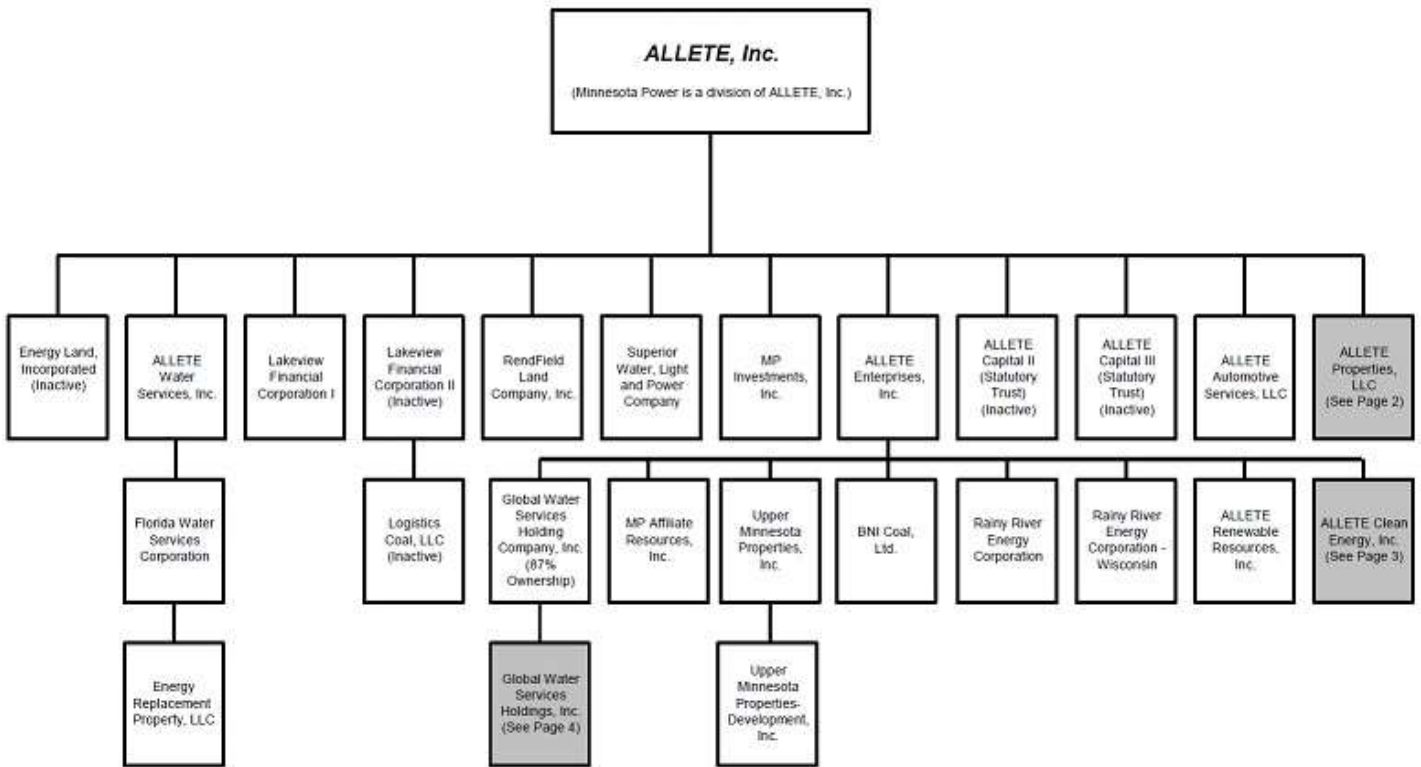 ALLETE, Inc.
(Minnesota Power is a division of ALLETE, Inc.)
Energy Land,
Incorporated
(Inactive)
ALLETE
Water
Services, Inc.
Lakeview
Financial
Corporation I
Lakeview
Financial
Corporation II
(Inactive)
RendField
Land
Company, Inc.
Superior
Water, Light
and Power
Company
MP
Investments,
Inc.
ALLETE
Enterprises,
Inc.
ALLETE
Capital II
(Statutory
Trust)
(Inactive)
ALLETE
Capital III
(Statutory
Trust)
(Inactive)
ALLETE
Automotive
Services, LLC
ALLETE
Properties,
LLC
(See Page 2)
Florida Water
Services
Corporation
Logistics
Coal, LLC
(Inactive)
Global Water
Services
Holding
Company, Inc.
(87%
Ownership)
MP Affiliate
Resources,
Inc.
Upper
Minnesota
Properties,
Inc.
BNI Coal,
Ltd.
Rainy River
Energy
Corporation
Rainy River
Energy
Corporation -
Wisconsin
ALLETE
Renewable
Resources,
Inc.
ALLETE Clean
Energy, Inc.
(See Page 3)
Energy
Replacement
Property, LLC
Global Water
Services
Holdings, Inc.
(See Page 4)
Upper
Minnesota
Properties-
Development,
Inc.